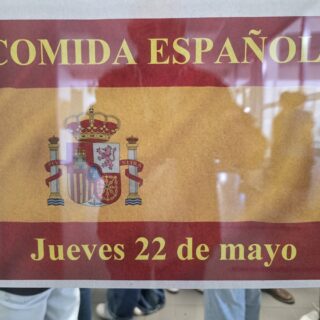 COMIDA ESPAÑOL
Jueves 22 de mayo